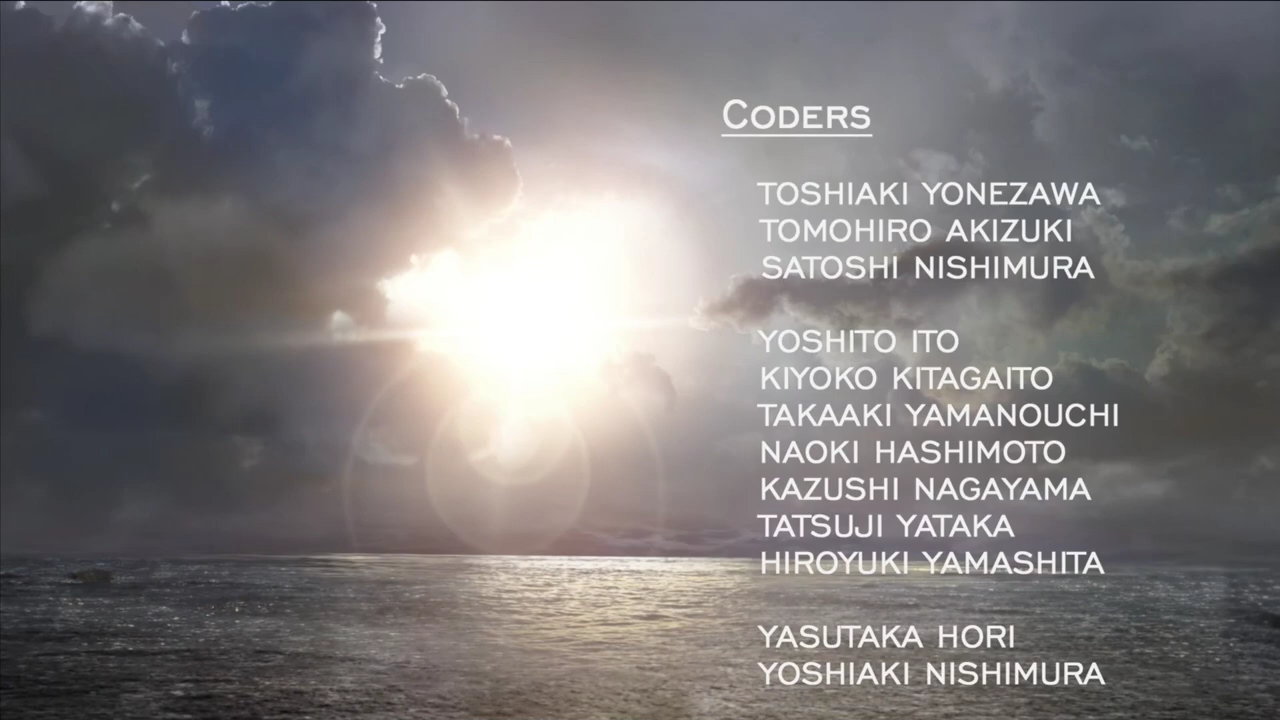 CODERS
TOSHIAKI YONEZAWA
TOMOHIRO AKIZUKI
SATOSHI NISHIMURA
YOSHITO ITO
KIYOKO KITAGAITO
TAKAAKI YAMANOUCHI
NAOKI HASHIMOTO
KAZUSHI NAGAYAMA
TATSUJI YATAKA
HIROYUKI YAMASHITA
YASUTAKA HORI
YOSHIAKI NISHIMURA